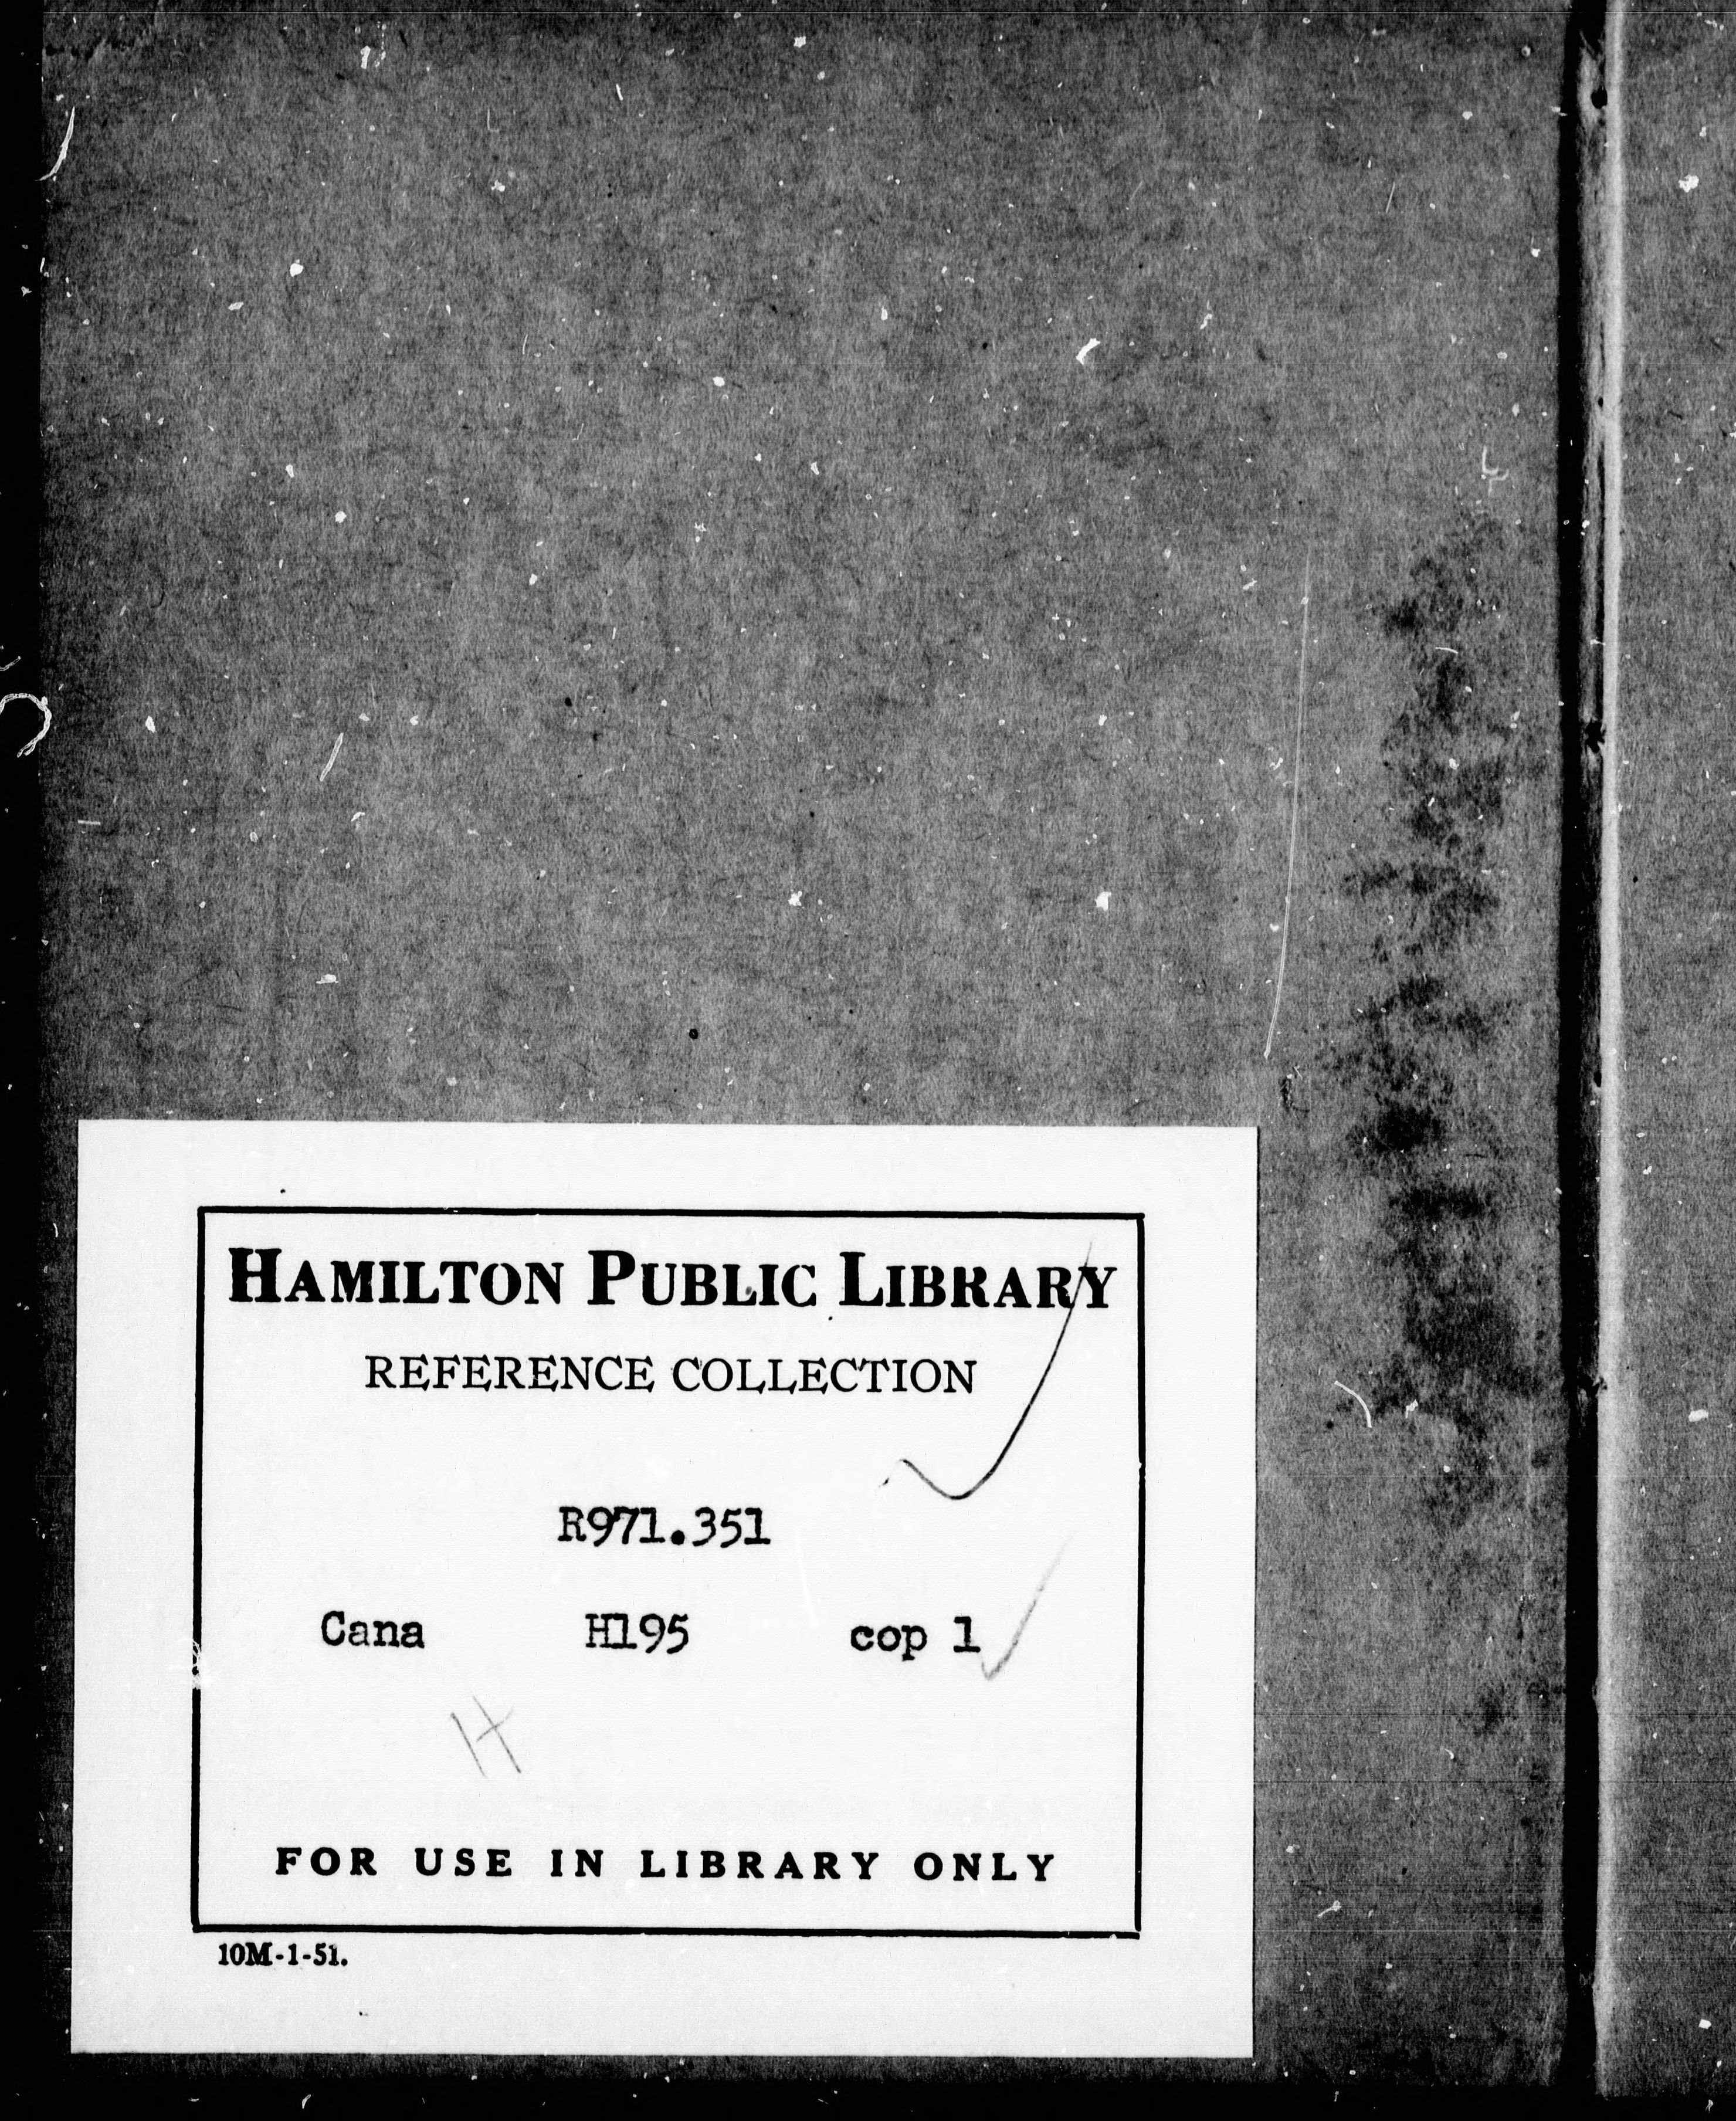 HAMILTON PUBLIC LIBRARY
REFERENCE COLLECTION
R971.351
Cana H195 cop 1
H
FOR USE IN LIBRARY ONLY
10M-1-51.